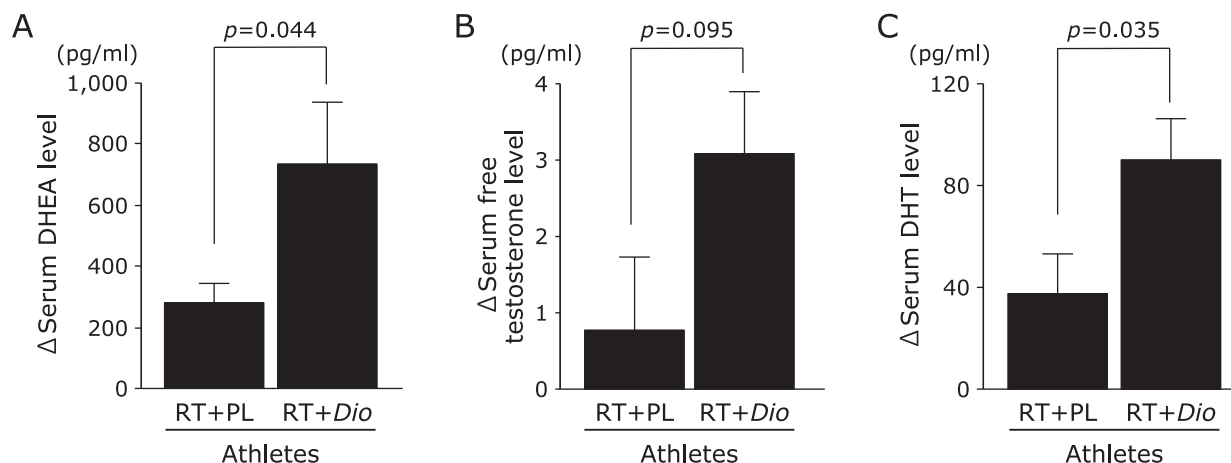 A
(pg/ml)
p=0.044
1,000
800
600
400
200
0
Δ Serum DHEA level
RT+PL RT+Dio
Athletes
B
(pg/ml)
p=0.095
4
3
2
1
0
Δ Serum free
testosterone level
RT+PL RT+Dio
Athletes
C
(pg/ml)
p=0.035
120
80
40
0
Δ Serum DHT level
RT+PL RT+Dio
Athletes